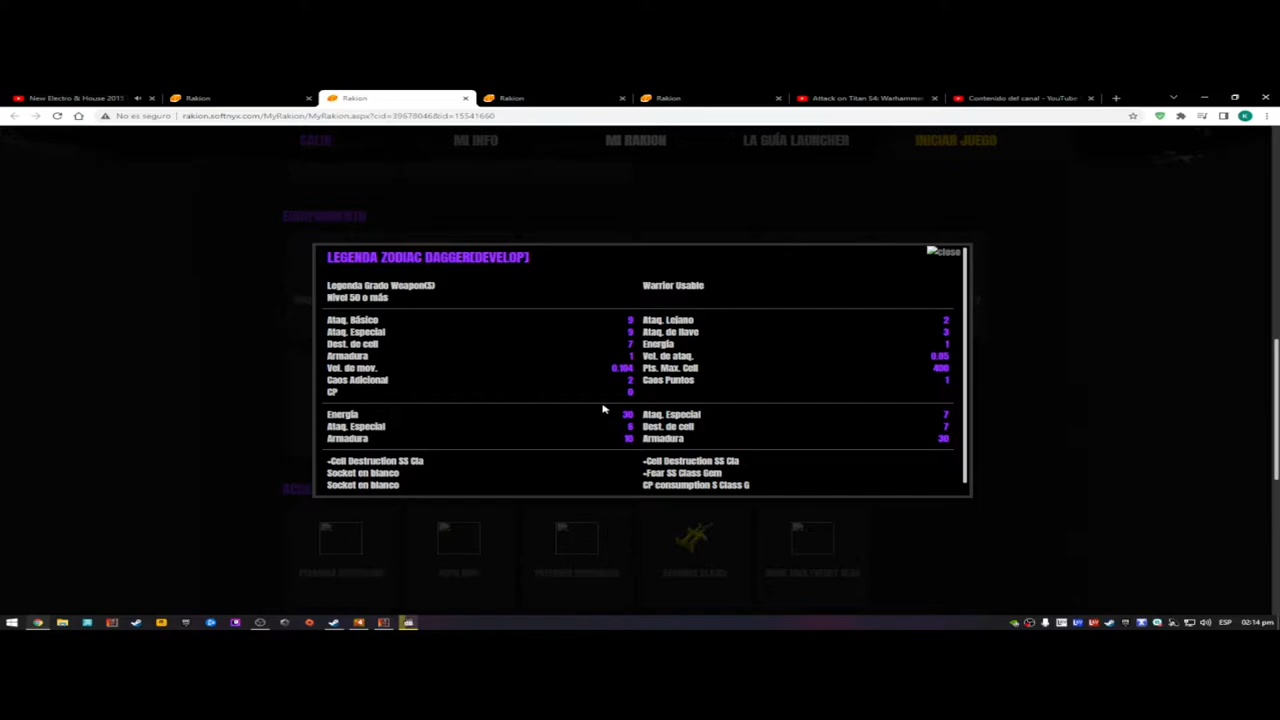 New Electro & House 2015
Rakion
Rakion
Rakion
Rakion
Attack on Titan S4: Warhamme
Contenido del canal - YouTube
No es seguro
rakion.softnyx.com/MyRakion/MyRakion.aspx?cid=39678046&id=15541660
SALIR
MI INFO
MI RAKION
LA GUÍA LAUNCHER
INICIAR JUEGO
EQUIPAMIENTO
LEGENDA ZODIAC DAGGER[DEVELOP]
close
Legenda Grado Weapon(S)
Warrior Usable
Nivel 50 o más
Ataq. Básico 9
Ataq. Lejano 2
Ataq. Especial 9
Ataq. de llave 3
Dest. de cell 7
Energía 1
Armadura 1
Vel. de ataq. 0.05
Vel. de mov. 0.104
Pts. Max. Cell 400
Caos Adicional 2
Caos Puntos 1
CP 0
Energía 30
Ataq. Especial 7
Ataq. Especial 6
Dest. de cell 7
Armadura 10
Armadura 30
-Cell Destruction SS Cla
-Cell Destruction SS Cla
Socket en blanco
-Fear SS Class Gem
Socket en blanco
CP consumption S Class G
ESP
02:14 pm